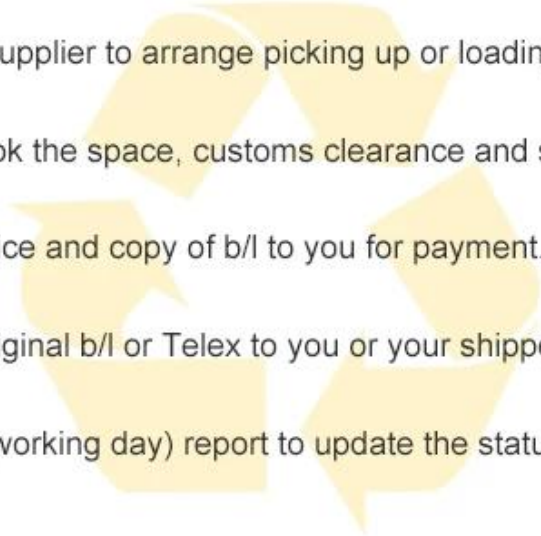 upplier to arrange picking up or loadin
ok the space, customs clearance and s
ice and copy of b/l to you for payment.
iginal b/l or Telex to you or your shippe
working day) report to update the statu